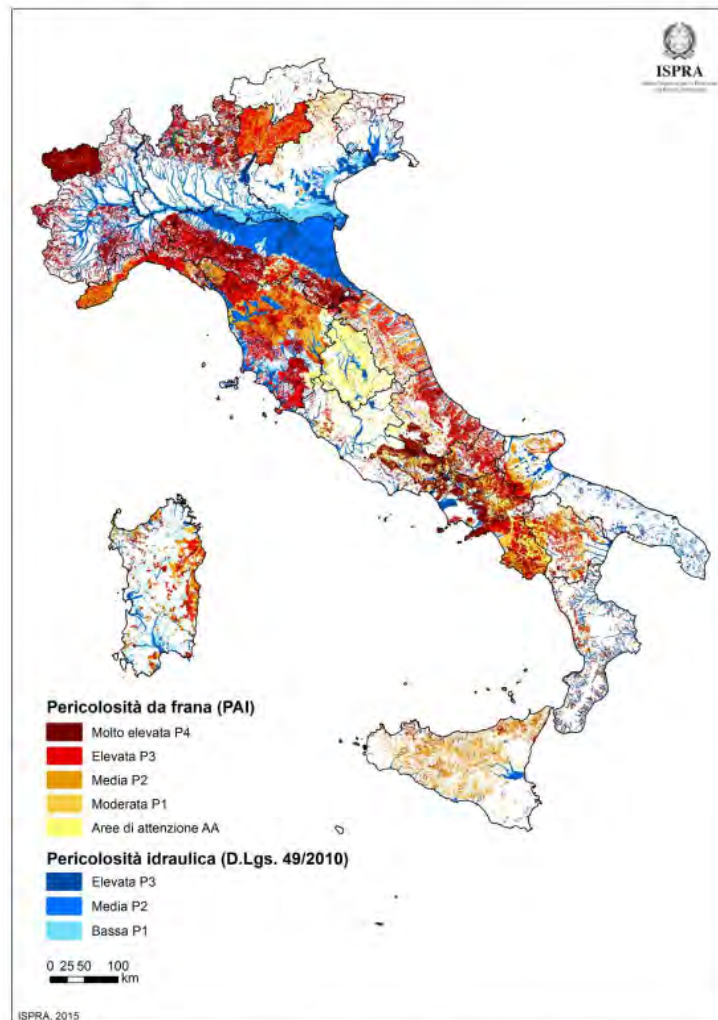 ISPRA
Pericolosità da frana (PAI)
Molto elevata P4
Elevata P3
Media P2
Moderata P1
Aree di attenzione AA
Pericolosità idraulica (D.Lgs. 49/2010)
Elevata P3
Media P2
Bassa P1
0 25 50 100
km
ISPRA, 2015